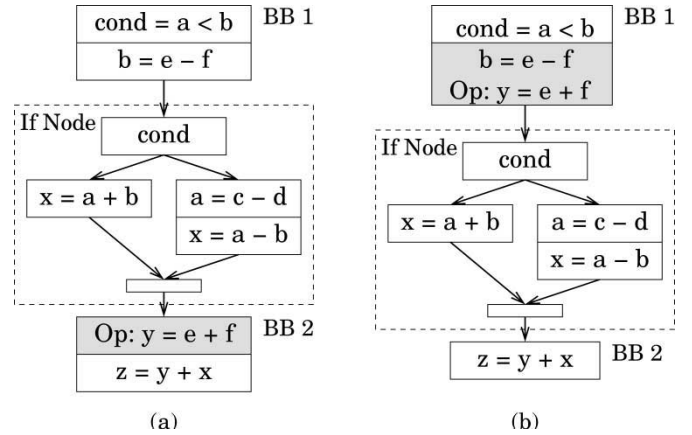 cond = a < b
BB 1
b = e − f
If Node
cond
x = a + b
a = c − d
x = a − b
Op: y = e + f
BB 2
z = y + x
(a)
cond = a < b
BB 1
b = e − f
Op: y = e + f
If Node
cond
x = a + b
a = c − d
x = a − b
z = y + x
BB 2
(b)